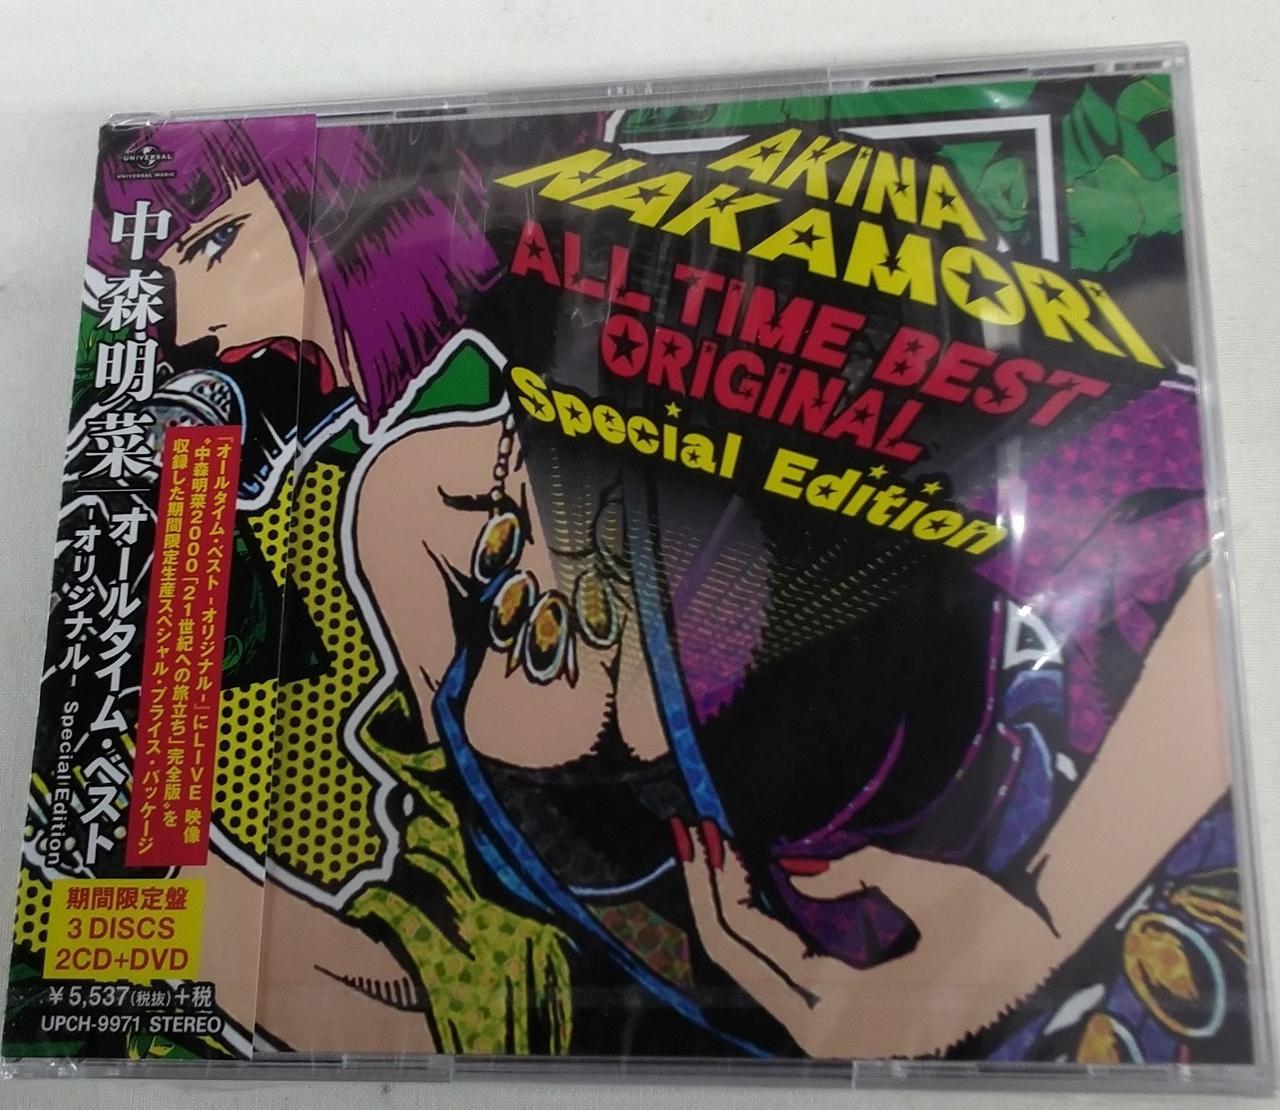 UNIVERSAL
UNIVERSAL MUSIC
中森明菜 オールタイム・ベスト
-オリジナル- Special Edition
『オールタイム・ベスト-オリジナル-』にLIVE 映像
“中森明菜2000「21世紀への旅立ち」完全版”を
収録した期間限定生産スペシャル・プライス・パッケージ
期間限定盤
3 DISCS
2CD+DVD
¥5,537(税抜)+税
UPCH-9971 STEREO
AKiNA
NAKAMORi
ALL TiME BEST
ORiGiNAL
Special Edition